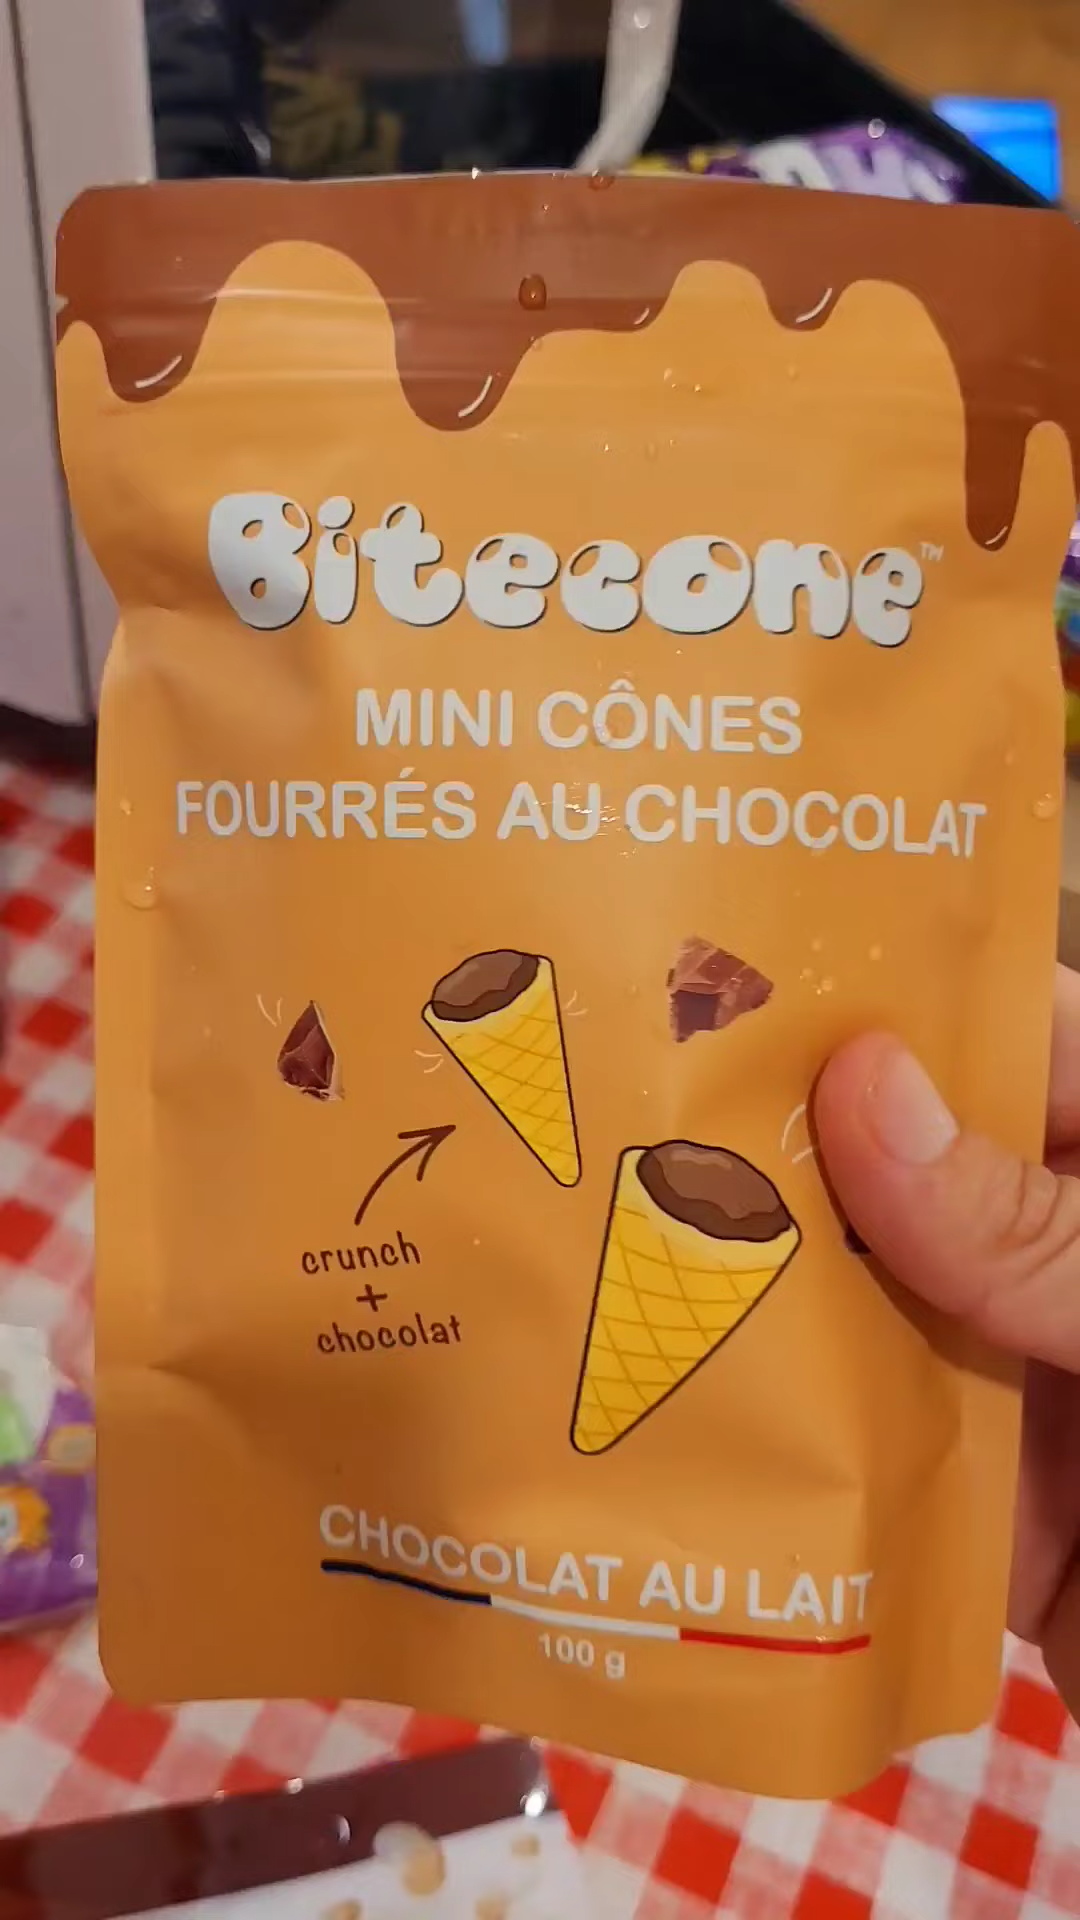 Bitecone™
MINI CÔNES
FOURRÉS AU CHOCOLAT
crunch
+
chocolat
CHOCOLAT AU LAIT
100 g